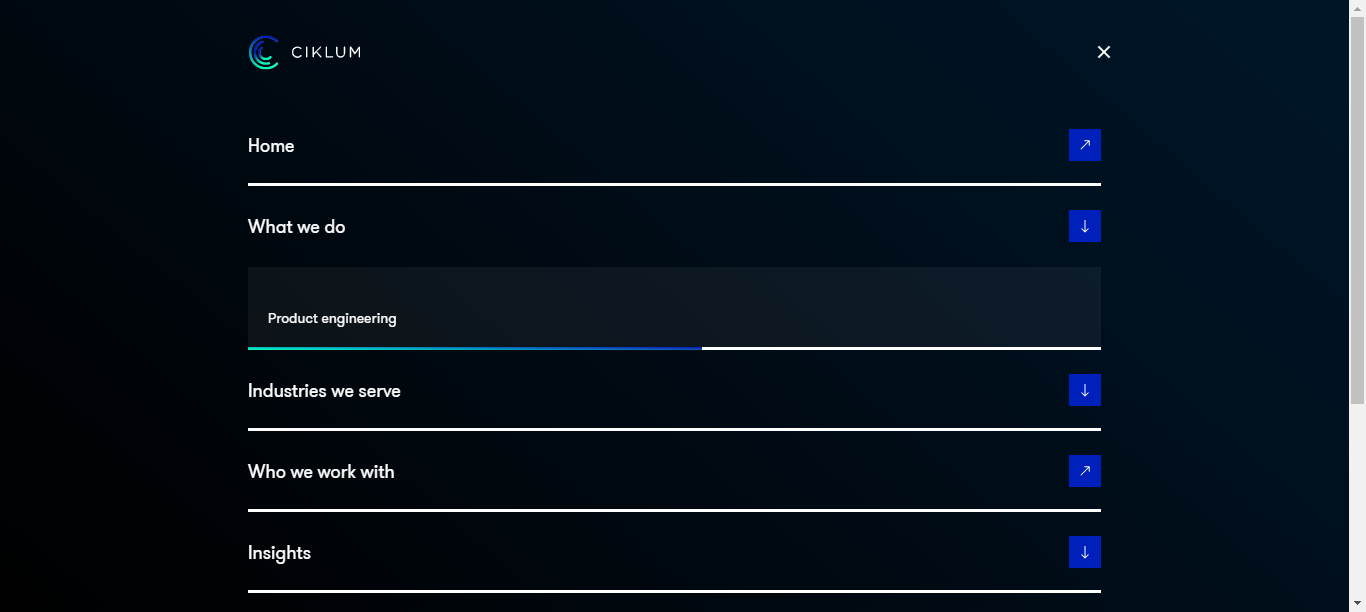 CIKLUM
Home
What we do
Product engineering
Industries we serve
Who we work with
Insights